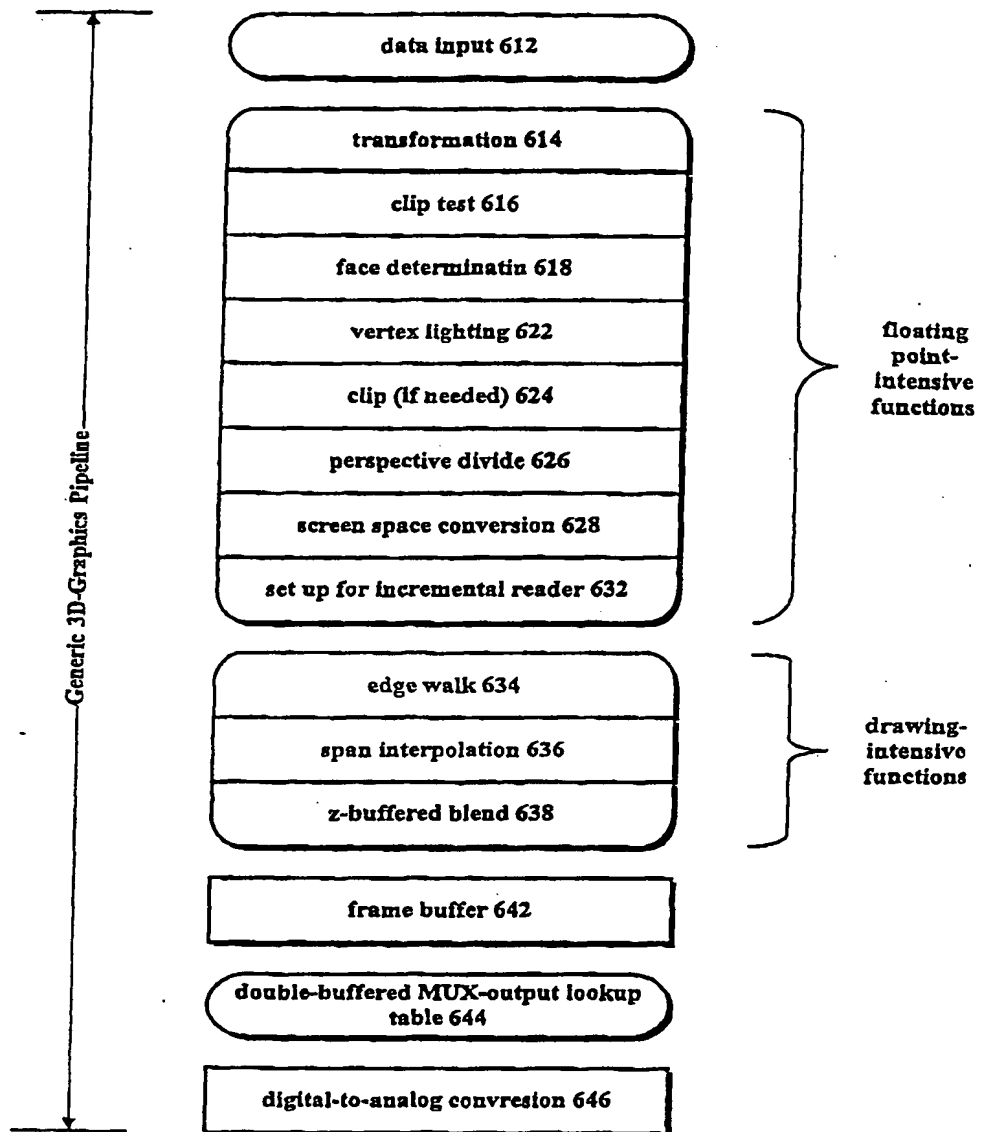 data input 612
transformation 614
clip test 616
face determinatin 618
vertex lighting 622
clip (if needed) 624
perspective divide 626
screen space conversion 628
set up for incremental reader 632
floating
point-
intensive
functions
edge walk 634
span interpolation 636
z-buffered blend 638
drawing-
intensive
functions
frame buffer 642
double-buffered MUX-output lookup
table 644
digital-to-analog convresion 646
Generic 3D-Graphics Pipeline